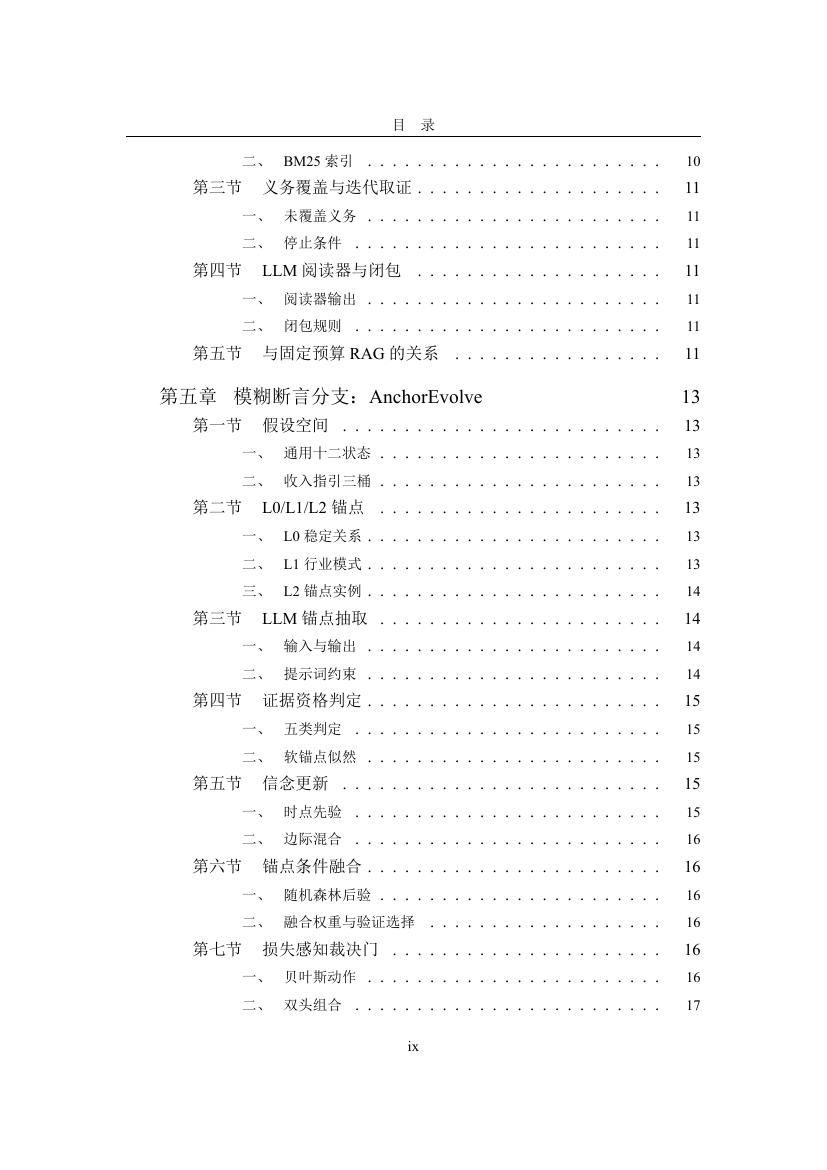 目 录
二、 BM25 索引 . . . . . . . . . . . . . . . . . . . . . . . . 10
第三节 义务覆盖与迭代取证 . . . . . . . . . . . . . . . . . . . . 11
一、 未覆盖义务 . . . . . . . . . . . . . . . . . . . . . . . . 11
二、 停止条件 . . . . . . . . . . . . . . . . . . . . . . . . . 11
第四节 LLM 阅读器与闭包 . . . . . . . . . . . . . . . . . . . . 11
一、 阅读器输出 . . . . . . . . . . . . . . . . . . . . . . . . 11
二、 闭包规则 . . . . . . . . . . . . . . . . . . . . . . . . . 11
第五节 与固定预算 RAG 的关系 . . . . . . . . . . . . . . . . . 11
第五章 模糊断言分支：AnchorEvolve 13
第一节 假设空间 . . . . . . . . . . . . . . . . . . . . . . . . . . 13
一、 通用十二状态 . . . . . . . . . . . . . . . . . . . . . . . 13
二、 收入指引三桶 . . . . . . . . . . . . . . . . . . . . . . . 13
第二节 L0/L1/L2 锚点 . . . . . . . . . . . . . . . . . . . . . . . 13
一、 L0 稳定关系 . . . . . . . . . . . . . . . . . . . . . . . . 13
二、 L1 行业模式 . . . . . . . . . . . . . . . . . . . . . . . . 13
三、 L2 锚点实例 . . . . . . . . . . . . . . . . . . . . . . . . 14
第三节 LLM 锚点抽取 . . . . . . . . . . . . . . . . . . . . . . . 14
一、 输入与输出 . . . . . . . . . . . . . . . . . . . . . . . . 14
二、 提示词约束 . . . . . . . . . . . . . . . . . . . . . . . . 14
第四节 证据资格判定 . . . . . . . . . . . . . . . . . . . . . . . . 15
一、 五类判定 . . . . . . . . . . . . . . . . . . . . . . . . . 15
二、 软锚点似然 . . . . . . . . . . . . . . . . . . . . . . . . 15
第五节 信念更新 . . . . . . . . . . . . . . . . . . . . . . . . . . 15
一、 时点先验 . . . . . . . . . . . . . . . . . . . . . . . . . 15
二、 边际混合 . . . . . . . . . . . . . . . . . . . . . . . . . 16
第六节 锚点条件融合 . . . . . . . . . . . . . . . . . . . . . . . . 16
一、 随机森林后验 . . . . . . . . . . . . . . . . . . . . . . . 16
二、 融合权重与验证选择 . . . . . . . . . . . . . . . . . . . 16
第七节 损失感知裁决门 . . . . . . . . . . . . . . . . . . . . . . 16
一、 贝叶斯动作 . . . . . . . . . . . . . . . . . . . . . . . . 16
二、 双头组合 . . . . . . . . . . . . . . . . . . . . . . . . . 17
ix